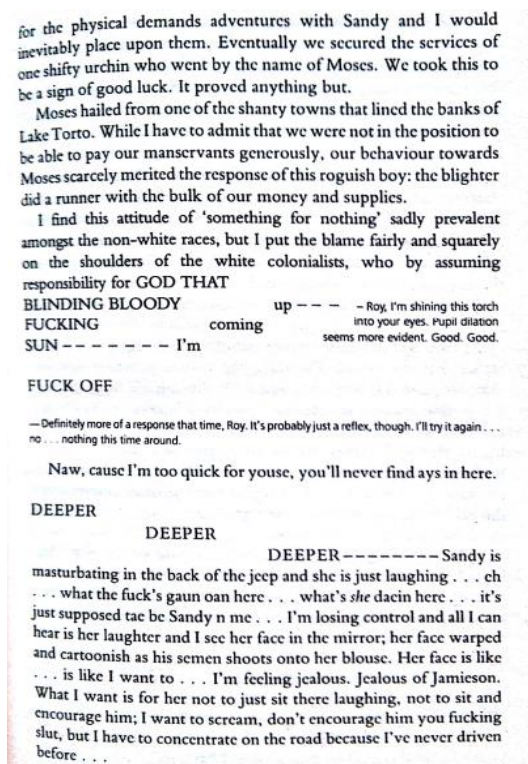 for the physical demands adventures with Sandy and I would
inevitably place upon them. Eventually we secured the services of
one shifty urchin who went by the name of Moses. We took this to
be a sign of good luck. It proved anything but.
Moses hailed from one of the shanty towns that lined the banks of
Lake Torto. While I have to admit that we were not in the position to
be able to pay our manservants generously, our behaviour towards
Moses scarcely merited the response of this roguish boy: the blighter
did a runner with the bulk of our money and supplies.
I find this attitude of 'something for nothing' sadly prevalent
amongst the non-white races, but I put the blame fairly and squarely
on the shoulders of the white colonialists, who by assuming
responsibility for GOD THAT
BLINDING BLOODY up – – – – Roy, I'm shining this torch
FUCKING coming into your eyes. Pupil dilation
SUN – – – – – – – I'm seems more evident. Good. Good.
FUCK OFF
– Definitely more of a response that time, Roy. It's probably just a reflex, though. I'll try it again . . .
no . . . nothing this time around.
Naw, cause I'm too quick for youse, you'll never find ays in here.
DEEPER
DEEPER
DEEPER – – – – – – – – Sandy is
masturbating in the back of the jeep and she is just laughing . . . eh
. . . what the fuck's gaun oan here . . . what's she daein here . . . it's
just supposed tae be Sandy n me . . . I'm losing control and all I can
hear is her laughter and I see her face in the mirror; her face warped
and cartoonish as his semen shoots onto her blouse. Her face is like
. . . is like I want to . . . I'm feeling jealous. Jealous of Jamieson.
What I want is for her not to just sit there laughing, not to sit and
encourage him; I want to scream, don't encourage him you fucking
slut, but I have to concentrate on the road because I've never driven
before . . .